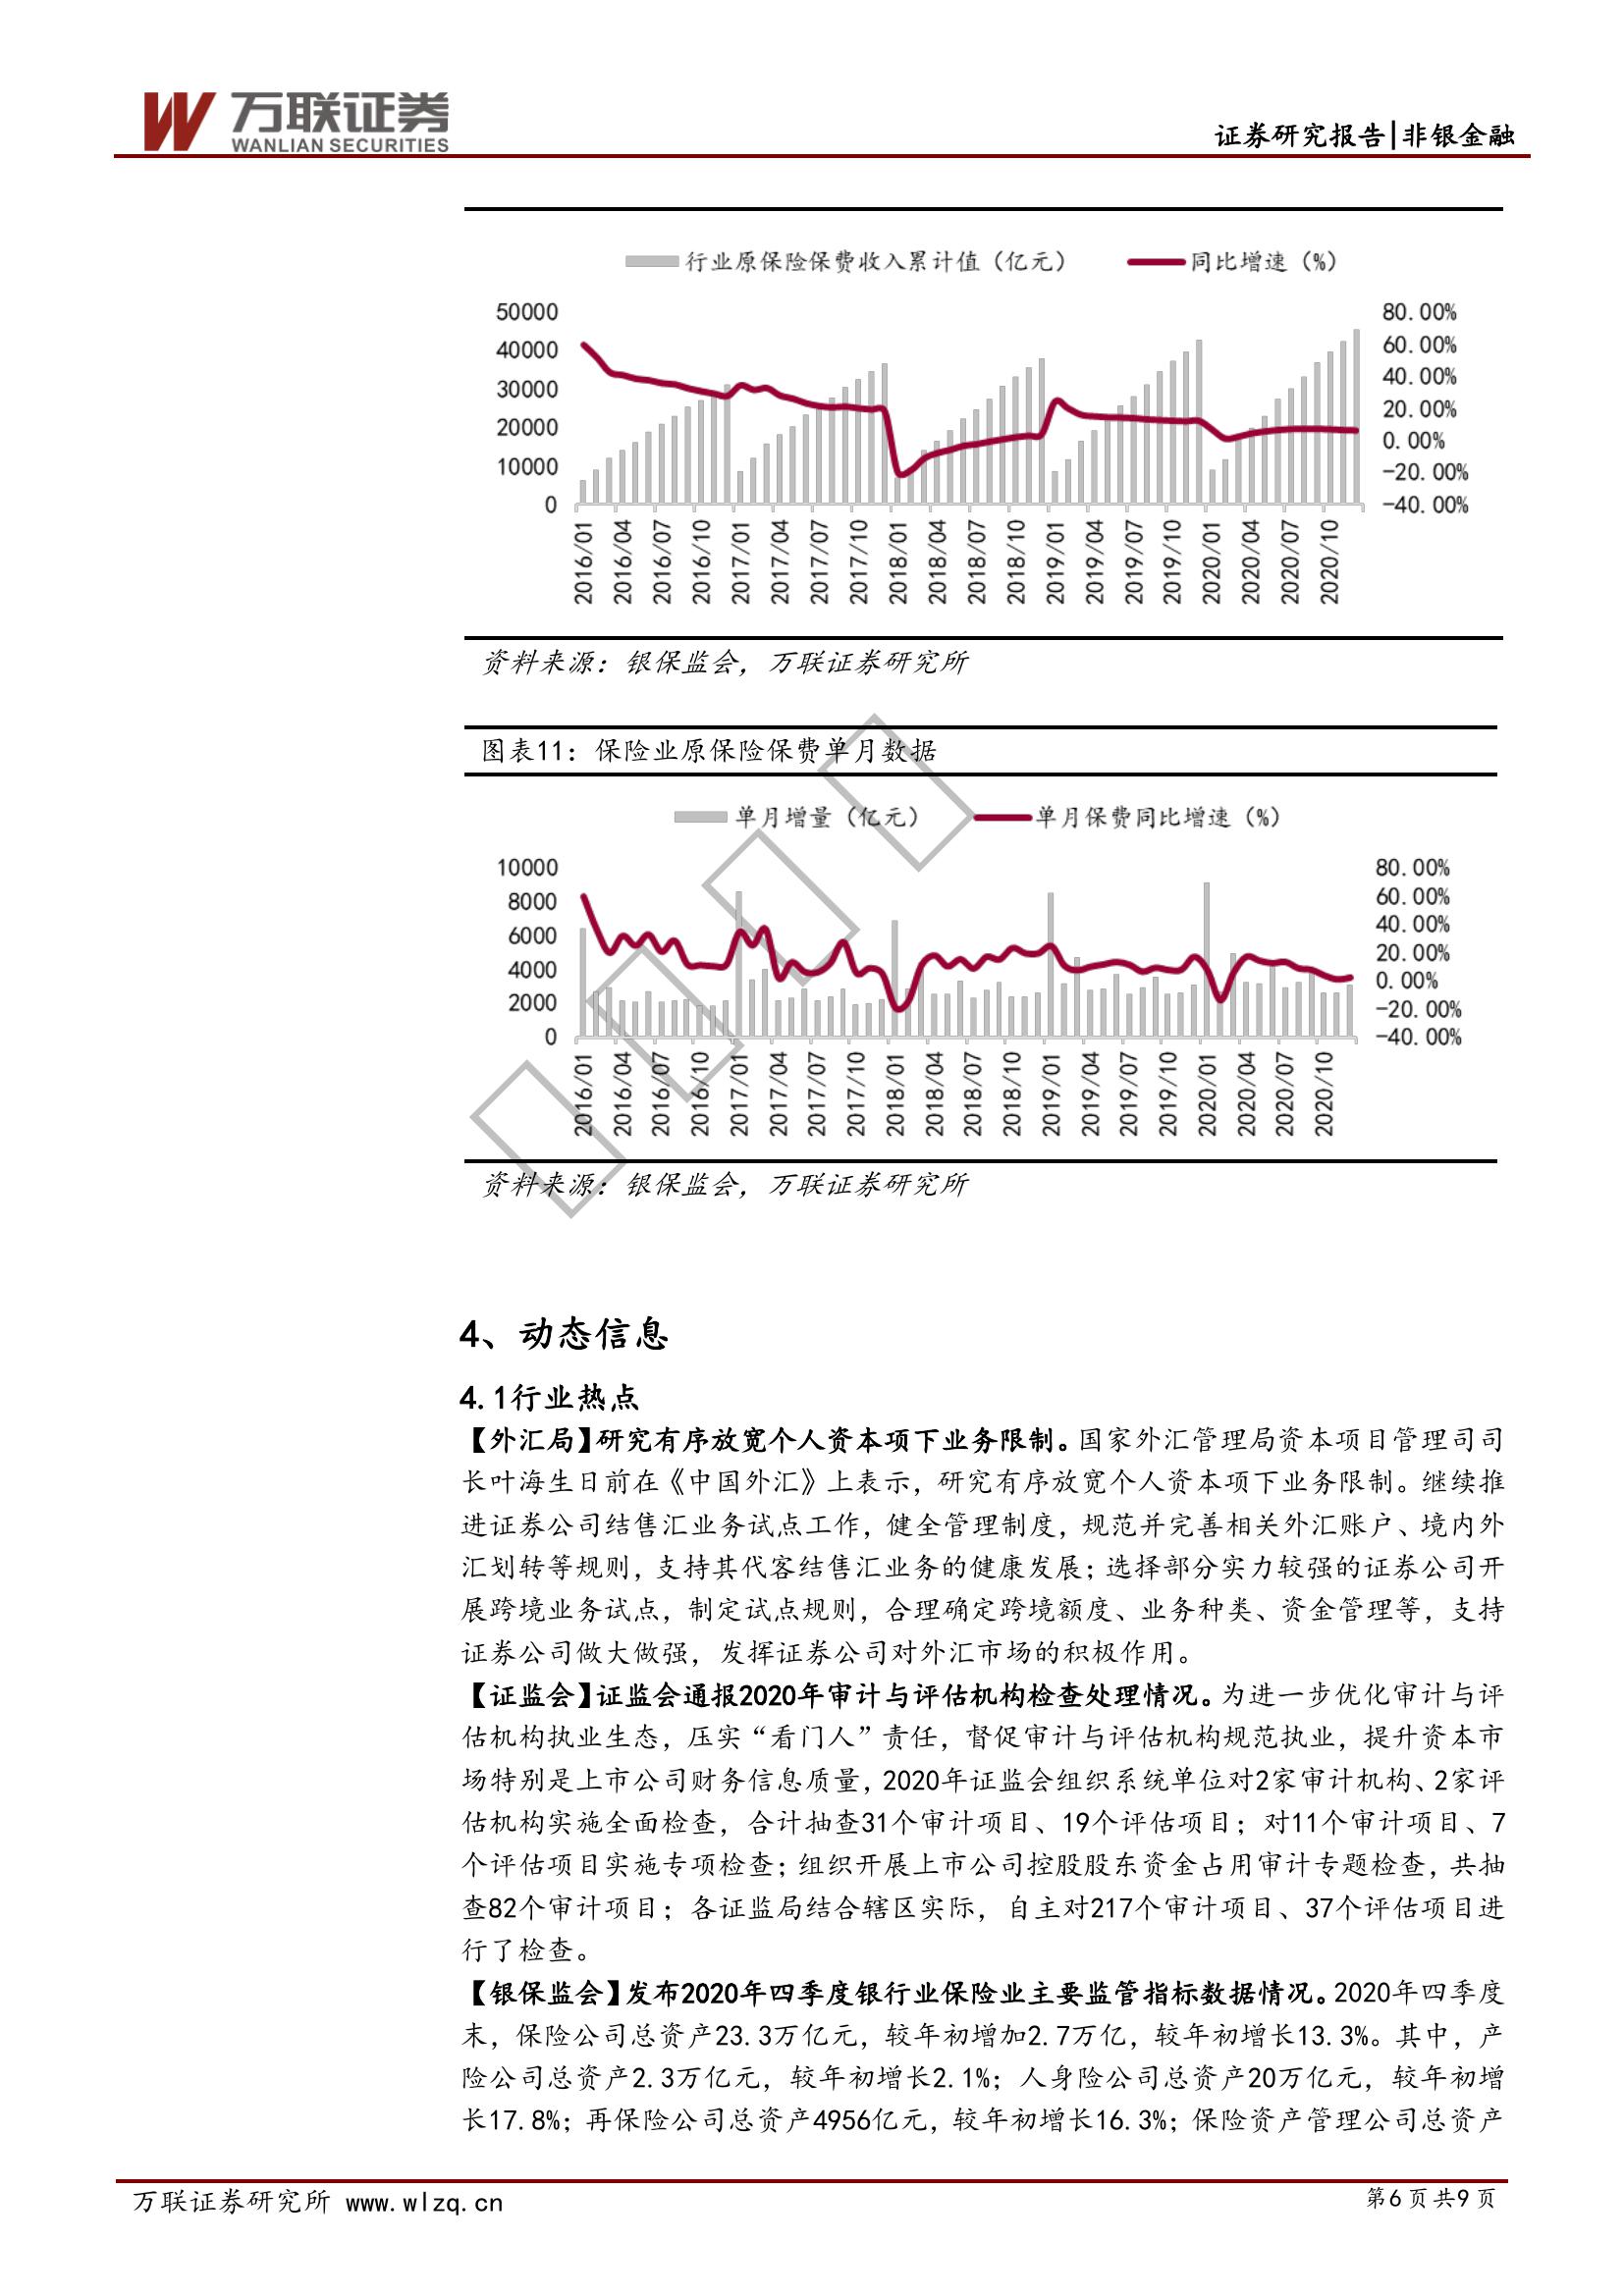 万联证券
WANLIAN SECURITIES
证券研究报告|非银金融
行业原保险保费收入累计值（亿元） 同比增速（%）
50000
40000
30000
20000
10000
0
80.00%
60.00%
40.00%
20.00%
0.00%
-20.00%
-40.00%
2016/01 2016/04 2016/07 2016/10 2017/01 2017/04 2017/07 2017/10 2018/01 2018/04 2018/07 2018/10 2019/01 2019/04 2019/07 2019/10 2020/01 2020/04 2020/07 2020/10
资料来源：银保监会，万联证券研究所
图表11：保险业原保险保费单月数据
单月增量（亿元） 单月保费同比增速（%）
10000
8000
6000
4000
2000
0
80.00%
60.00%
40.00%
20.00%
0.00%
-20.00%
-40.00%
2016/01 2016/04 2016/07 2016/10 2017/01 2017/04 2017/07 2017/10 2018/01 2018/04 2018/07 2018/10 2019/01 2019/04 2019/07 2019/10 2020/01 2020/04 2020/07 2020/10
资料来源：银保监会，万联证券研究所
4、动态信息
4.1行业热点
【外汇局】研究有序放宽个人资本项下业务限制。国家外汇管理局资本项目管理司司
长叶海生日前在《中国外汇》上表示，研究有序放宽个人资本项下业务限制。继续推
进证券公司结售汇业务试点工作，健全管理制度，规范并完善相关外汇账户、境内外
汇划转等规则，支持其代客结售汇业务的健康发展；选择部分实力较强的证券公司开
展跨境业务试点，制定试点规则，合理确定跨境额度、业务种类、资金管理等，支持
证券公司做大做强，发挥证券公司对外汇市场的积极作用。
【证监会】证监会通报2020年审计与评估机构检查处理情况。为进一步优化审计与评
估机构执业生态，压实“看门人”责任，督促审计与评估机构规范执业，提升资本市
场特别是上市公司财务信息质量，2020年证监会组织系统单位对2家审计机构、2家评
估机构实施全面检查，合计抽查31个审计项目、19个评估项目；对11个审计项目、7
个评估项目实施专项检查；组织开展上市公司控股股东资金占用审计专题检查，共抽
查82个审计项目；各证监局结合辖区实际，自主对217个审计项目、37个评估项目进
行了检查。
【银保监会】发布2020年四季度银行业保险业主要监管指标数据情况。2020年四季度
末，保险公司总资产23.3万亿元，较年初增加2.7万亿，较年初增长13.3%。其中，产
险公司总资产2.3万亿元，较年初增长2.1%；人身险公司总资产20万亿元，较年初增
长17.8%；再保险公司总资产4956亿元，较年初增长16.3%；保险资产管理公司总资产
万联证券研究所 www.wlzq.cn
第6页共9页